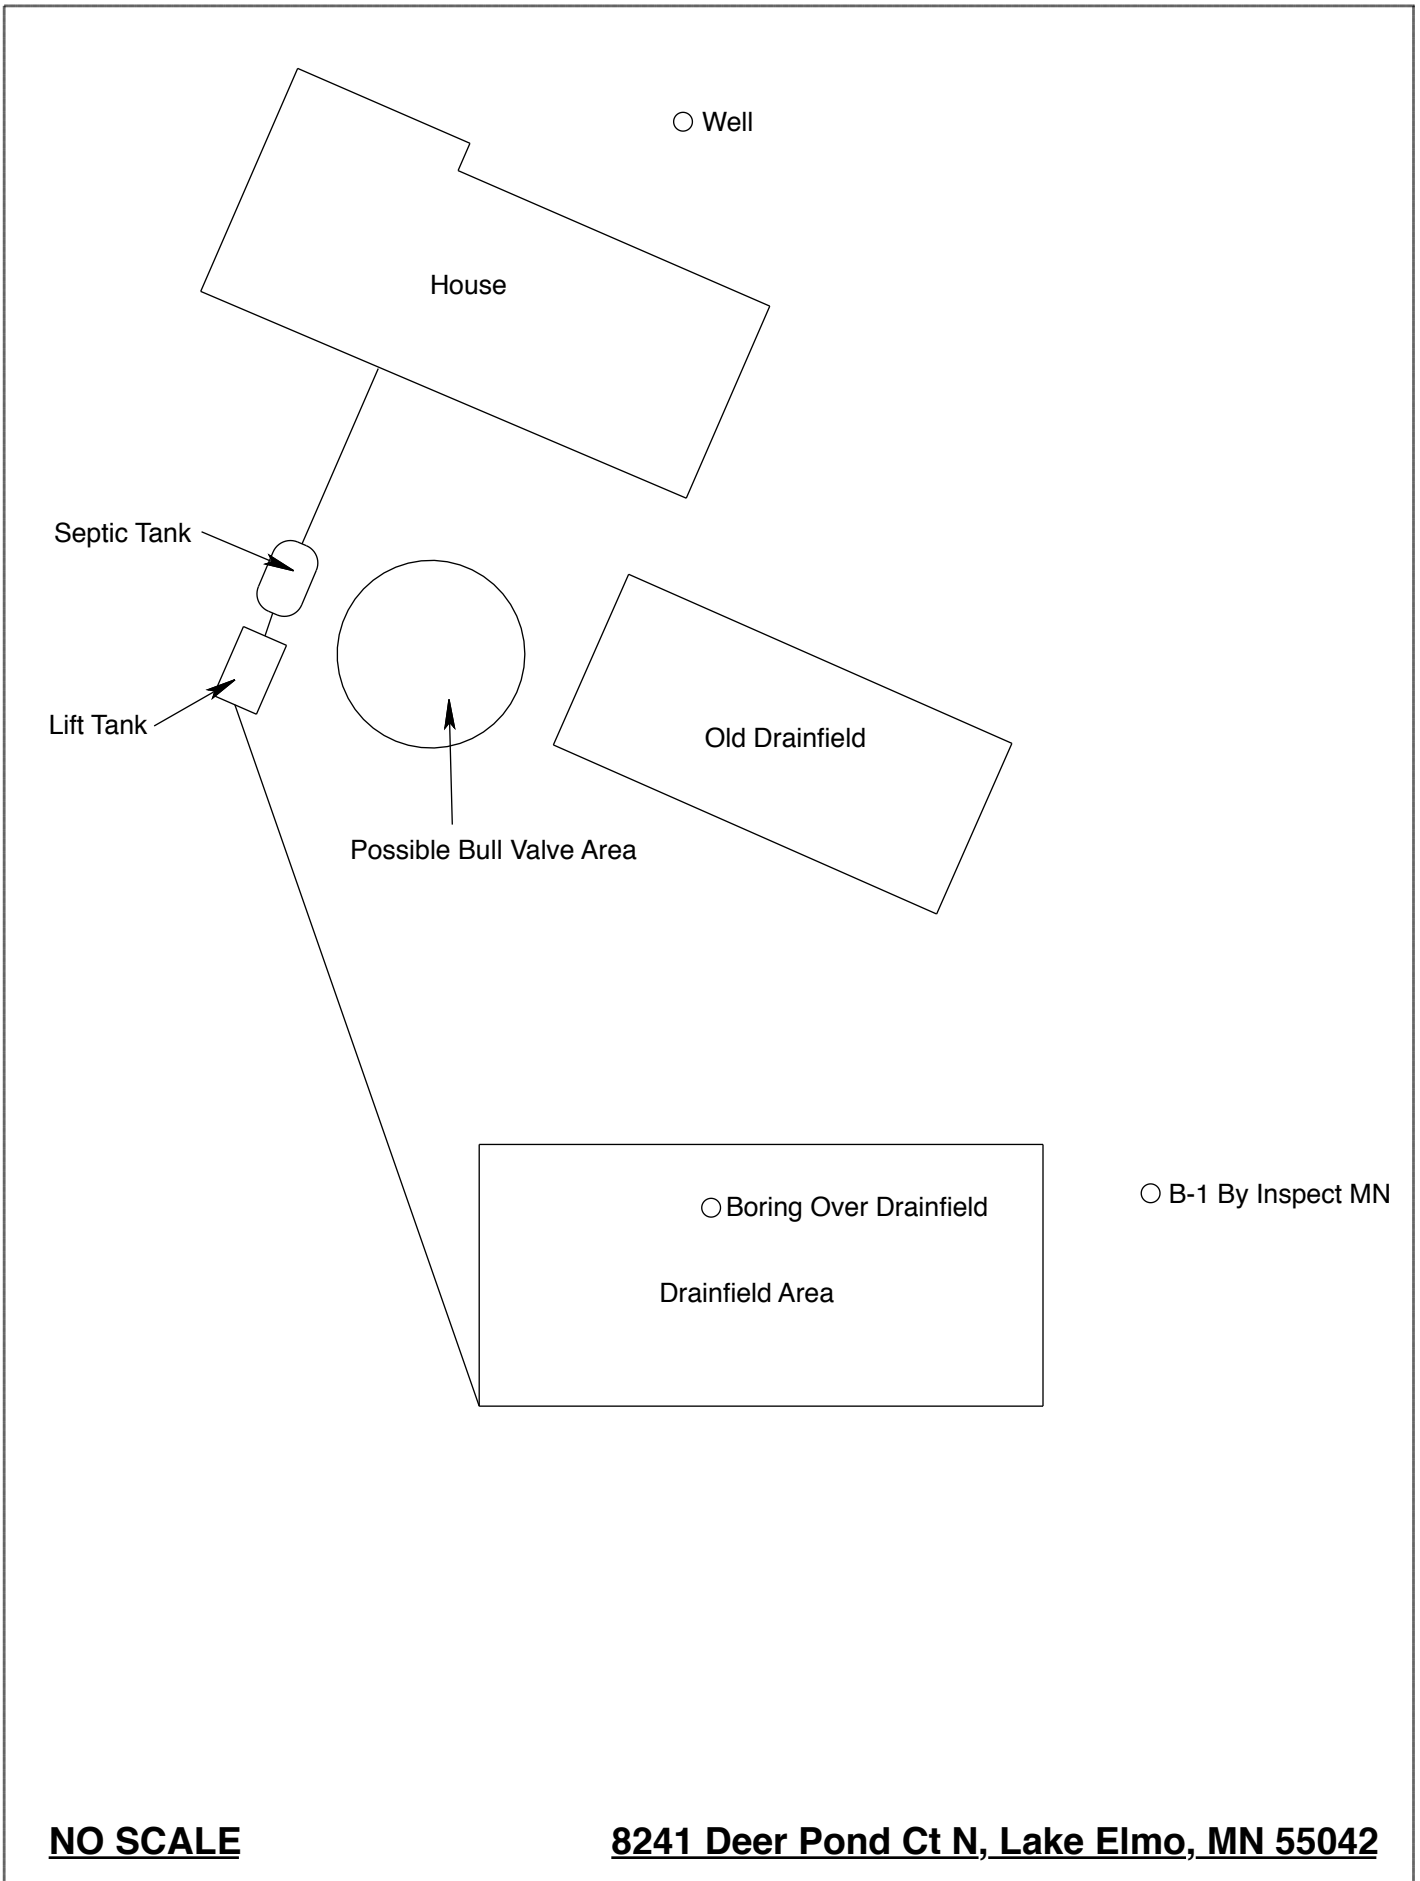 Well
House
Septic Tank
Lift Tank
Old Drainfield
Possible Bull Valve Area
B-1 By Inspect MN
Boring Over Drainfield
Drainfield Area
NO SCALE
8241 Deer Pond Ct N, Lake Elmo, MN 55042